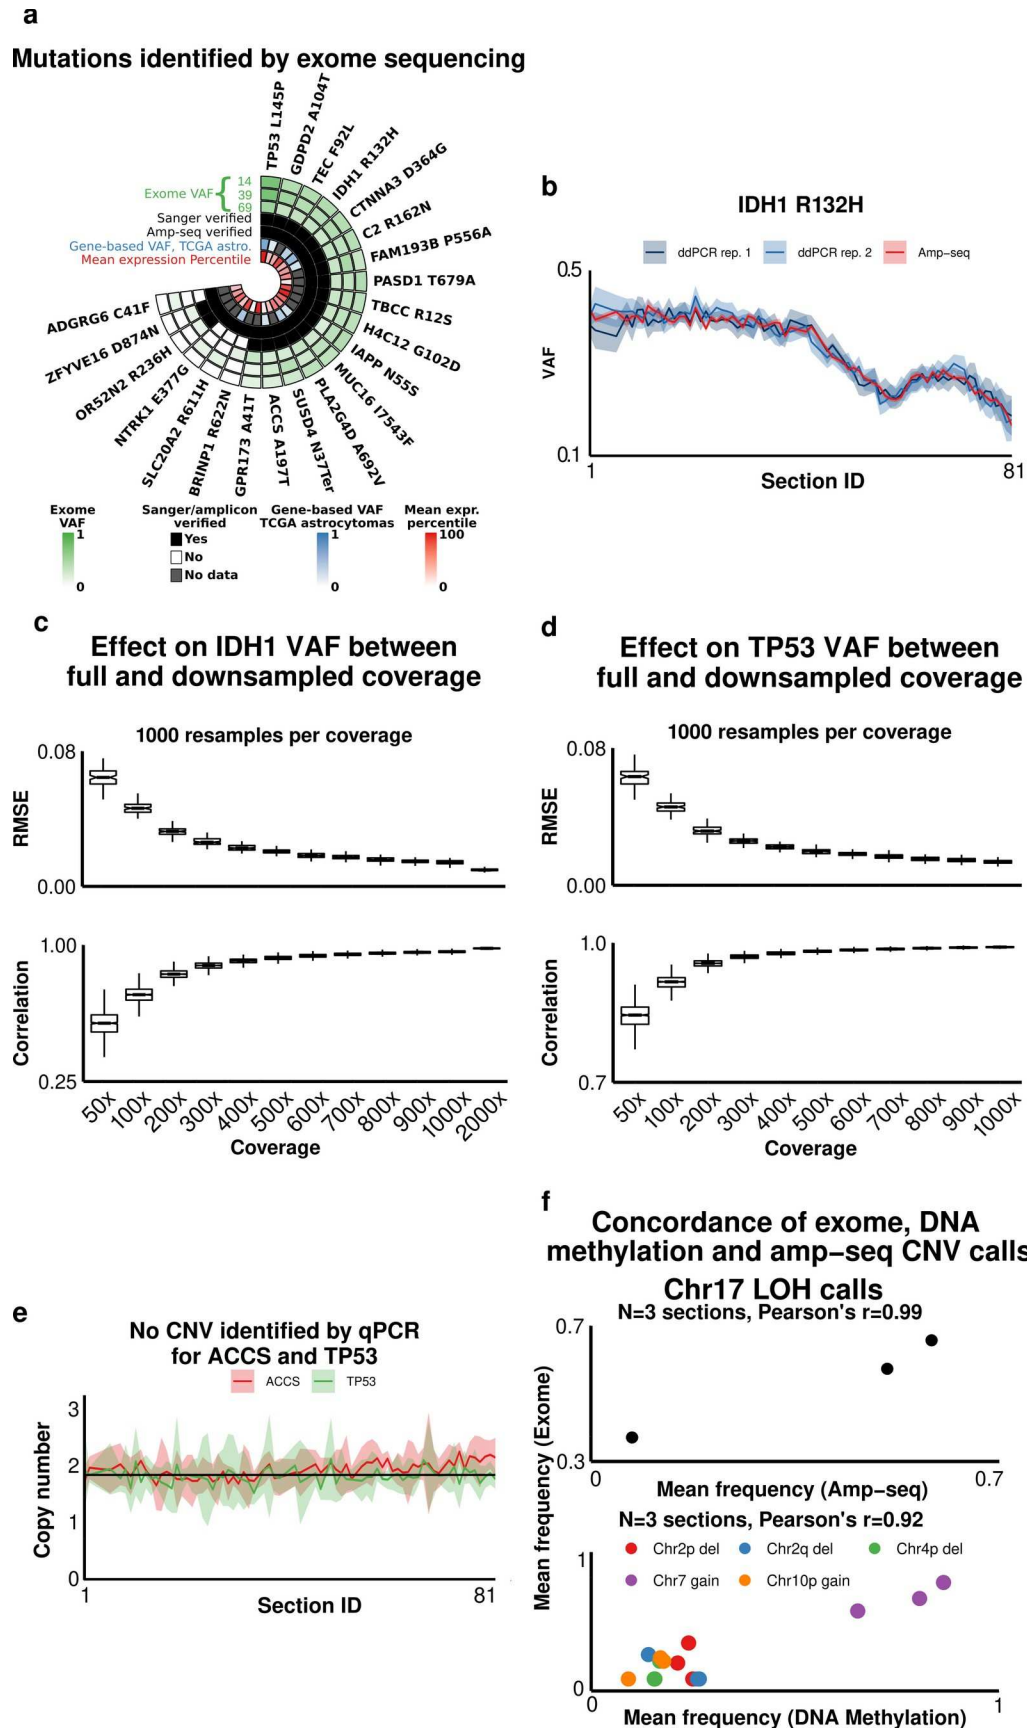 a
Mutations identified by exome sequencing
TP53 L145P
GDPD2 A104T
TEC F92L
IDH1 R132H
CTNNA3 D364G
C2 R162N
FAM193B P556A
PASD1 T679A
TBCC R12S
H4C12 G102D
IAPP N55S
MUC16 I7543F
PLA2G4D A692V
SUSD4 N37Ter
ACCS A197T
GPR173 A41T
BRINP1 R622N
SLC20A2 R611H
NTRK1 E377G
OR52N2 R236H
ZFYVE16 D874N
ADGRG6 C41F
Exome VAF { 14
39
69
Sanger verified
Amp-seq verified
Gene-based VAF, TCGA astro.
Mean expression Percentile
Exome VAF
1
0
Sanger/amplicon verified
Yes
No
No data
Gene-based VAF TCGA astrocytomas
1
0
Mean expr. percentile
100
0
b
IDH1 R132H
ddPCR rep. 1
ddPCR rep. 2
Amp−seq
0.5
VAF
0.1
1
81
Section ID
c
Effect on IDH1 VAF between
full and downsampled coverage
1000 resamples per coverage
0.08
RMSE
0.00
1.00
Correlation
0.25
50x
100x
200x
300x
400x
500x
600x
700x
800x
900x
1000x
2000x
Coverage
d
Effect on TP53 VAF between
full and downsampled coverage
1000 resamples per coverage
0.08
RMSE
0.00
1.0
Correlation
0.7
50x
100x
200x
300x
400x
500x
600x
700x
800x
900x
1000x
Coverage
e
No CNV identified by qPCR
for ACCS and TP53
ACCS
TP53
3
2
1
0
Copy number
1
81
Section ID
f
Concordance of exome, DNA
methylation and amp−seq CNV calls
Chr17 LOH calls
N=3 sections, Pearson's r=0.99
0.7
0.3
0
0.7
Mean frequency (Amp−seq)
Mean frequency (Exome)
N=3 sections, Pearson's r=0.92
Chr2p del
Chr2q del
Chr4p del
Chr7 gain
Chr10p gain
1
0
0
1
Mean frequency (DNA Methylation)